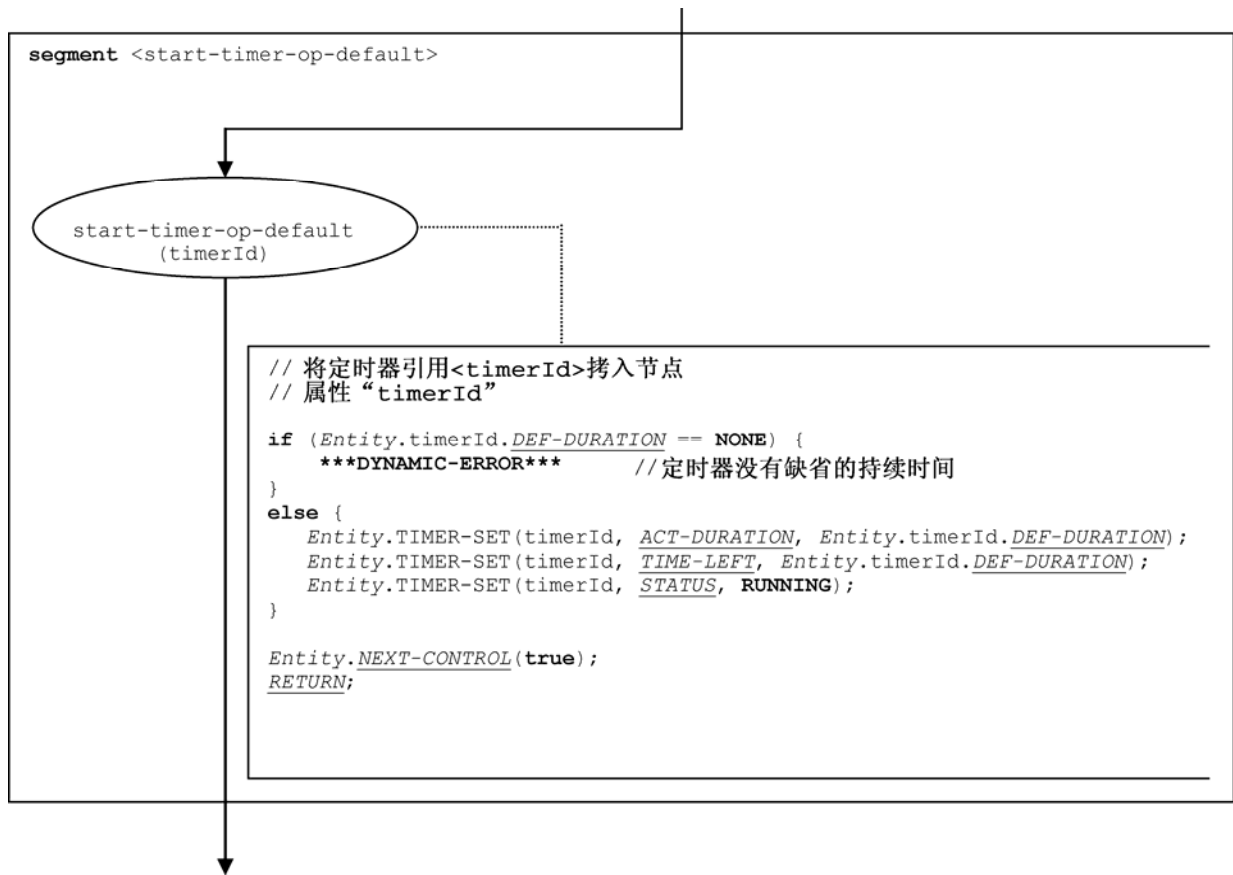 segment <start-timer-op-default>
start-timer-op-default
(timerId)
// 将定时器引用<timerId>拷入节点
// 属性“timerId”
if (Entity.timerId.DEF-DURATION == NONE) {
***DYNAMIC-ERROR*** //定时器没有缺省的持续时间
}
else {
Entity.TIMER-SET(timerId, ACT-DURATION, Entity.timerId.DEF-DURATION);
Entity.TIMER-SET(timerId, TIME-LEFT, Entity.timerId.DEF-DURATION);
Entity.TIMER-SET(timerId, STATUS, RUNNING);
}
Entity.NEXT-CONTROL(true);
RETURN;